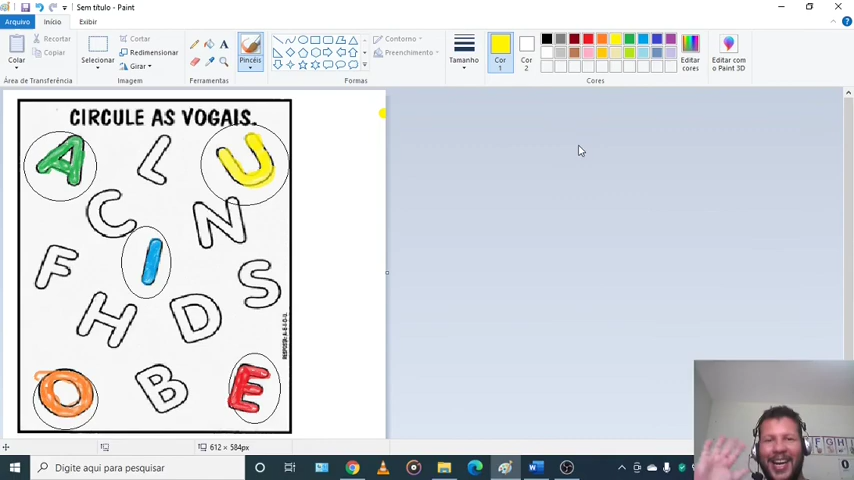 Sem título - Paint
Arquivo Início Exibir
Colar
Recortar
Copiar
Área de Transferência
Selecionar
Cortar
Redimensionar
Girar
Imagem
Ferramentas
Pincéis
Contorno
Preenchimento
Formas
Tamanho
Cor
1
Cor
2
Cores
Editar
cores
Editar com
o Paint 3D
CIRCULE AS VOGAIS.
A L U
C N
F I S
H D
O B E
612 × 584px
Digite aqui para pesquisar
F G H I